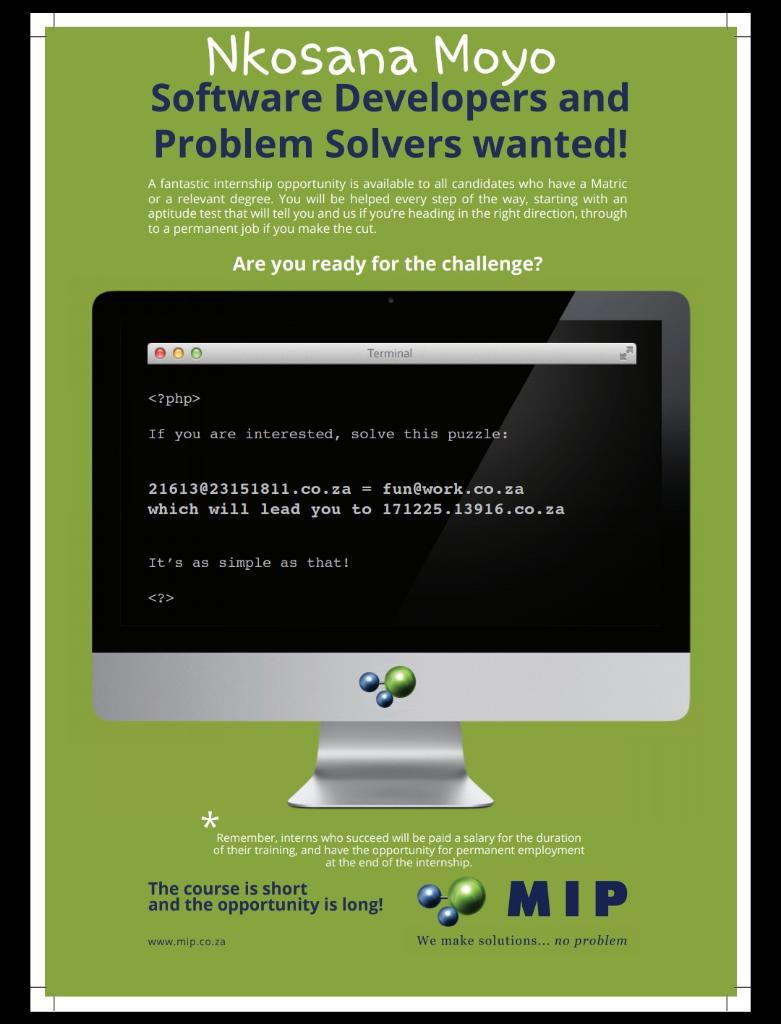 Nkosana Moyo
Software Developers and
Problem Solvers wanted!
A fantastic internship opportunity is available to all candidates who have a Matric
or a relevant degree. You will be helped every step of the way, starting with an
aptitude test that will tell you and us if you're heading in the right direction, through
to a permanent job if you make the cut.
Are you ready for the challenge?
Terminal
<?php>
If you are interested, solve this puzzle:
21613@23151811.co.za = fun@work.co.za
which will lead you to 171225.13916.co.za
It's as simple as that!
<?>
*
Remember, interns who succeed will be paid a salary for the duration
of their training, and have the opportunity for permanent employment
at the end of the internship.
The course is short
and the opportunity is long!
MIP
www.mip.co.za
We make solutions... no problem